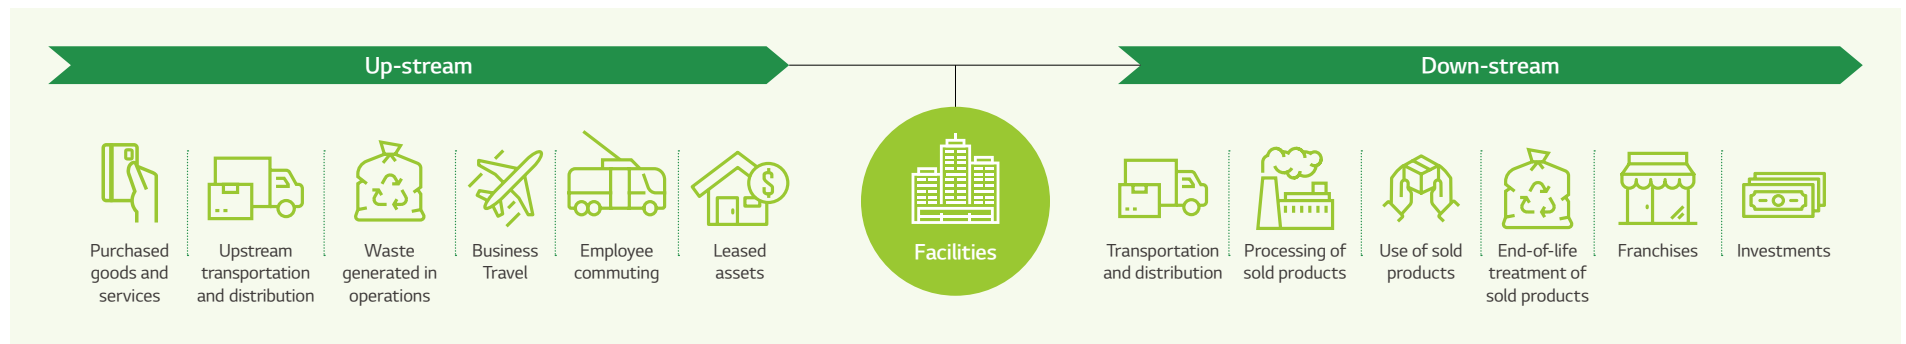 Up-stream
Down-stream
Purchased
goods and
services
Upstream
transportation
and distribution
Waste
generated in
operations
Business
Travel
Employee
commuting
$
Leased
assets
Facilities
Transportation
and distribution
Processing of
sold products
Use of sold
products
End-of-life
treatment of
sold products
Franchises
Investments